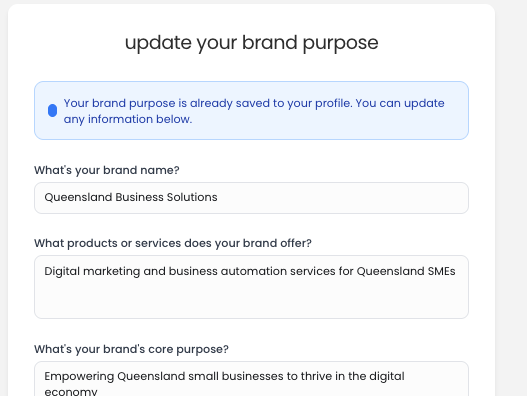 update your brand purpose
Your brand purpose is already saved to your profile. You can update
any information below.
What's your brand name?
Queensland Business Solutions
What products or services does your brand offer?
Digital marketing and business automation services for Queensland SMEs
What's your brand's core purpose?
Empowering Queensland small businesses to thrive in the digital
economy